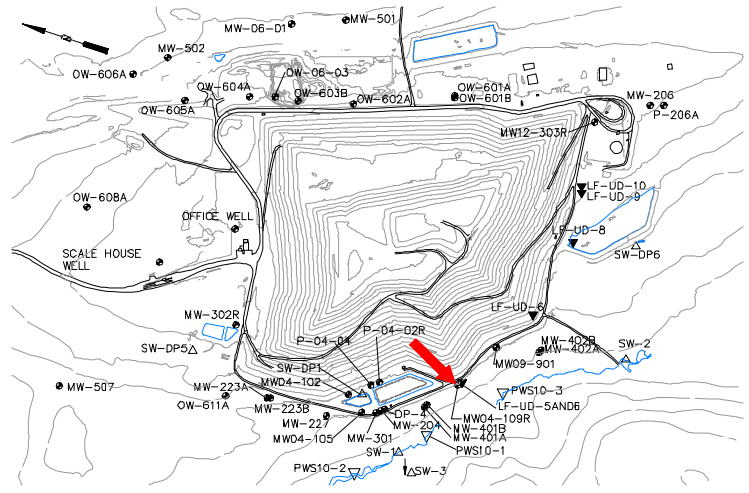 MW-06-D1
MW-501
MW-502
OW-606A
OW-06-03
OW-604A
OW-603B
OW-605A
OW-602A
OW-601A
OW-601B
MW-206
P-206A
MW12-303R
LF-UD-10
LF-UD-9
OW-608A
OFFICE WELL
LF-UD-8
SW-DP6
SCALE HOUSE
WELL
LF-UD-6
MW-302R
P-04-04
P-04-02R
SW-DP5
SW-DP1
MW-402B
MW-402A
SW-2
MW09-901
MW-507
MW-223A
MW04-102
PWS10-3
OW-611A
MW-223B
DP-4
LF-UD-5AND6
MW-227
MW-204
MW04-109R
MW04-105
MW-301
MW-401B
MW-401A
SW-1
PWS10-1
PWS10-2
SW-3